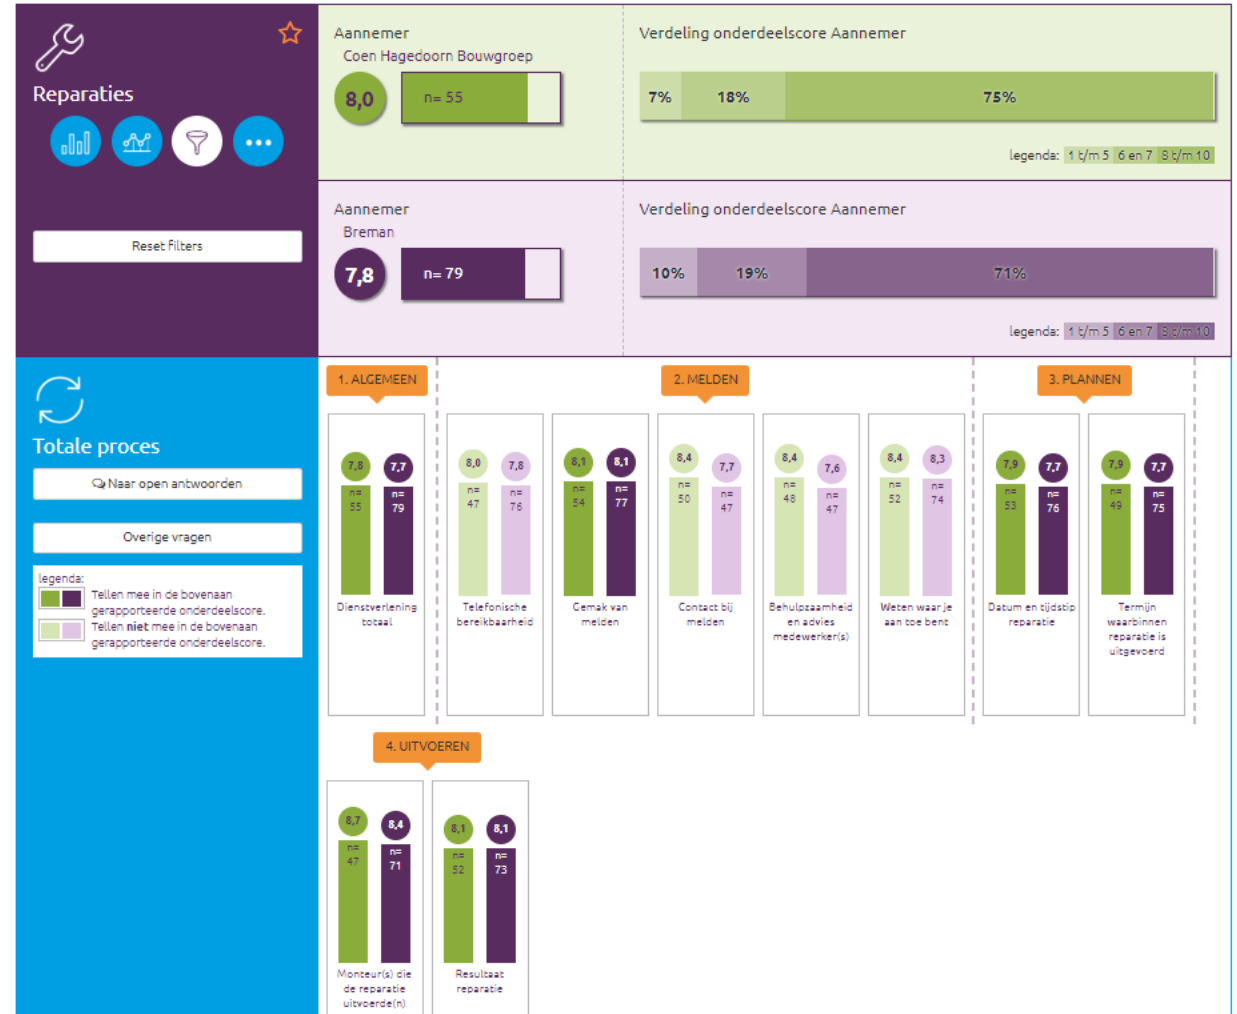 Reparaties
Reset filters
Aannemer
Coen Hagedoorn Bouwgroep
8,0
n= 55
Verdeling onderdeelscore Aannemer
7% 18% 75%
legenda: 1 t/m 5 6 en 7 8 t/m 10
Aannemer
Breman
7,8
n= 79
Verdeling onderdeelscore Aannemer
10% 19% 71%
legenda: 1 t/m 5 6 en 7 8 t/m 10
Totale proces
Naar open antwoorden
Overige vragen
legenda:
Tellen mee in de bovenaan
gerapporteerde onderdeelscore.
Tellen niet mee in de bovenaan
gerapporteerde onderdeelscore.
1. ALGEMEEN
7,8 7,7
n= n=
55 79
Dienstverlening
totaal
2. MELDEN
8,0 7,8
n= n=
47 76
Telefonische
bereikbaarheid
8,1 8,1
n= n=
54 77
Gemak van
melden
8,4 7,7
n= n=
50 47
Contact bij
melden
8,4 7,6
n= n=
48 47
Behulpzaamheid
en advies
medewerker(s)
8,4 8,3
n= n=
52 74
Weten waar je
aan toe bent
3. PLANNEN
7,9 7,7
n= n=
53 76
Datum en tijdstip
reparatie
7,9 7,7
n= n=
49 75
Termijn
waarbinnen
reparatie is
uitgevoerd
4. UITVOEREN
8,7 8,4
n= n=
47 71
Monteur(s) die
de reparatie
uitvoerde(n)
8,1 8,1
n= n=
52 73
Resultaat
reparatie